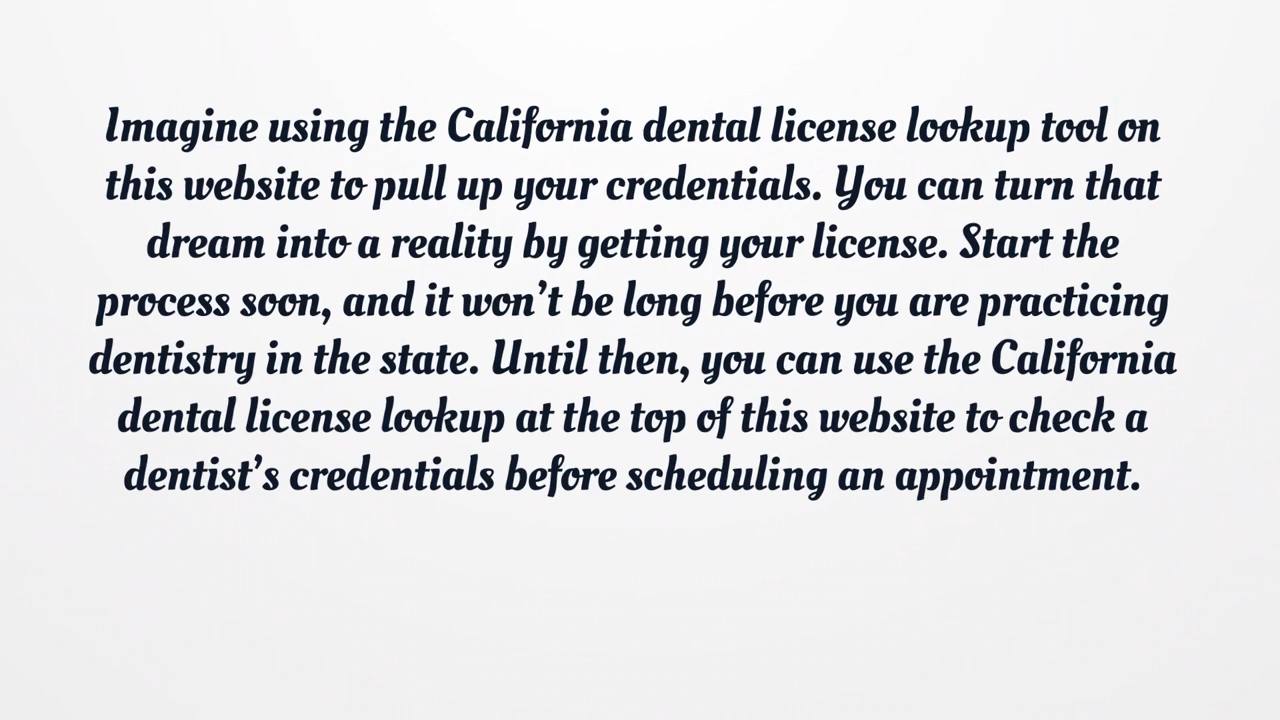 Imagine using the California dental license lookup tool on
this website to pull up your credentials. You can turn that
dream into a reality by getting your license. Start the
process soon, and it won’t be long before you are practicing
dentistry in the state. Until then, you can use the California
dental license lookup at the top of this website to check a
dentist’s credentials before scheduling an appointment.